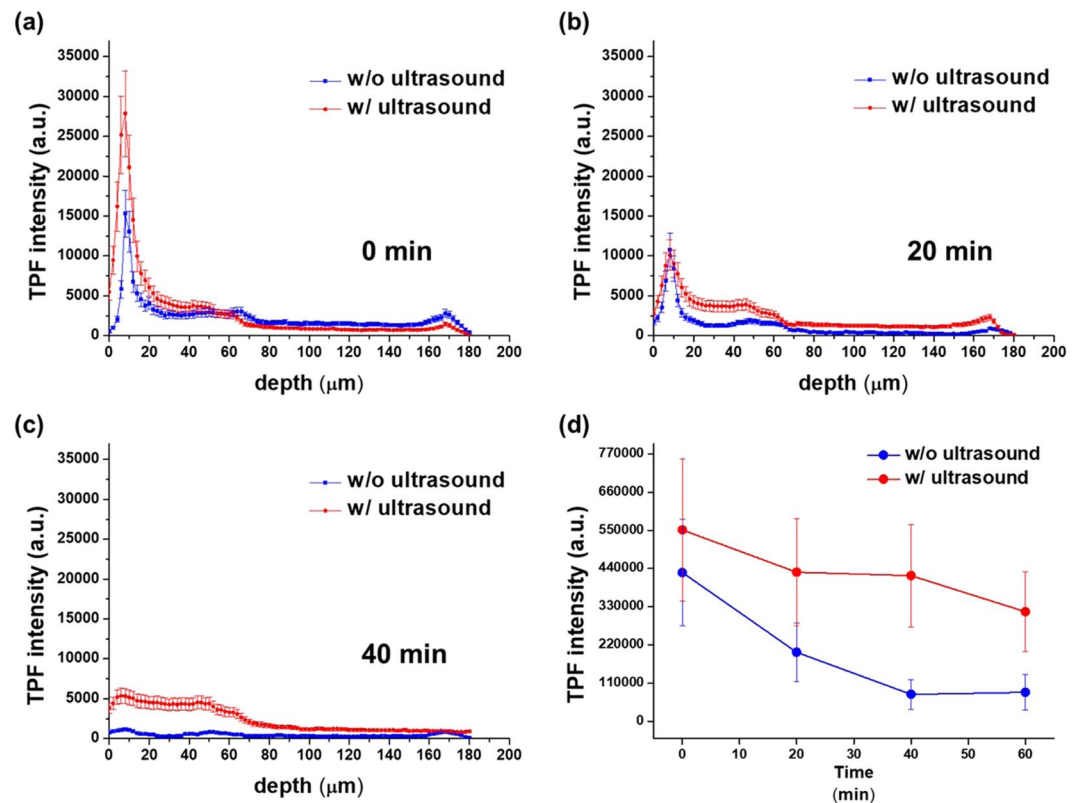 (a)
35000
30000
25000
20000
15000
10000
5000
0
TPF intensity (a.u.)
w/o ultrasound
w/ ultrasound
0 min
0 20 40 60 80 100 120 140 160 180 200
depth (μm)
(b)
35000
30000
25000
20000
15000
10000
5000
0
TPF intensity (a.u.)
w/o ultrasound
w/ ultrasound
20 min
0 20 40 60 80 100 120 140 160 180 200
depth (μm)
(c)
35000
30000
25000
20000
15000
10000
5000
0
TPF intensity (a.u.)
w/o ultrasound
w/ ultrasound
40 min
0 20 40 60 80 100 120 140 160 180 200
depth (μm)
(d)
770000
660000
550000
440000
330000
220000
110000
0
TPF intensity (a.u.)
w/o ultrasound
w/ ultrasound
0 10 20 30 40 50 60
Time
(min)